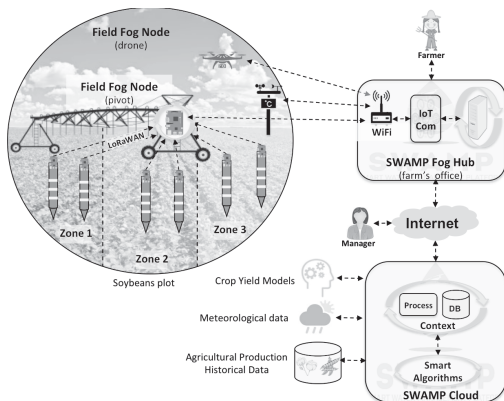 Field Fog Node
(drone)
Field Fog Node
(pivot)
LoRaWAN
°C
Zone 1
Zone 2
Zone 3
Soybeans plot
Farmer
WiFi
IoT
Com
SWAMP Fog Hub
(farm's office)
Manager
Internet
Crop Yield Models
Meteorological data
Agricultural Production
Historical Data
Process
DB
Context
Smart
Algorithms
SWAMP Cloud